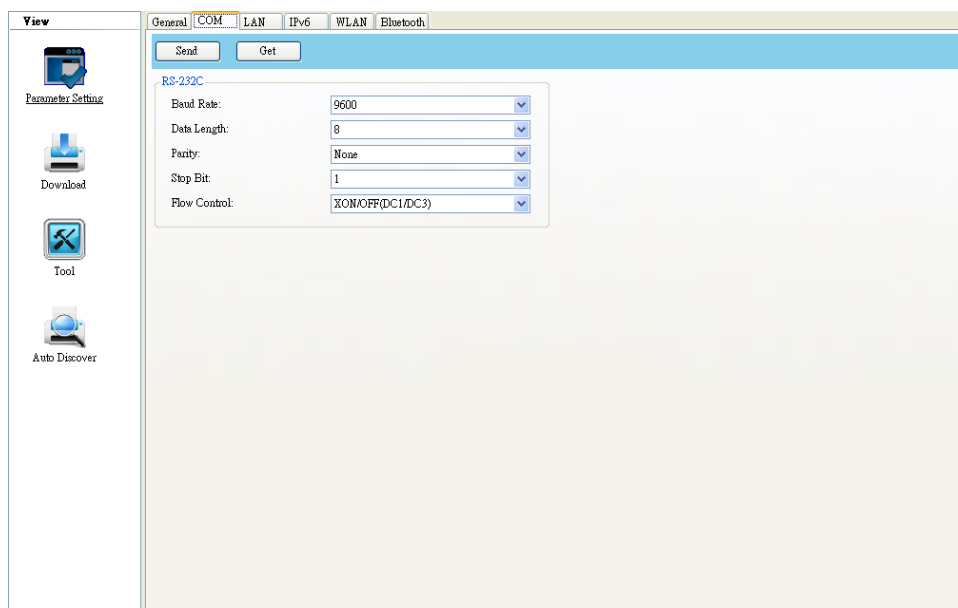 View
Parameter Setting
Download
Tool
Auto Discover
General COM LAN IPv6 WLAN Bluetooth
Send Get
RS-232C
Baud Rate: 9600
Data Length: 8
Parity: None
Stop Bit: 1
Flow Control: XON/OFF(DC1/DC3)